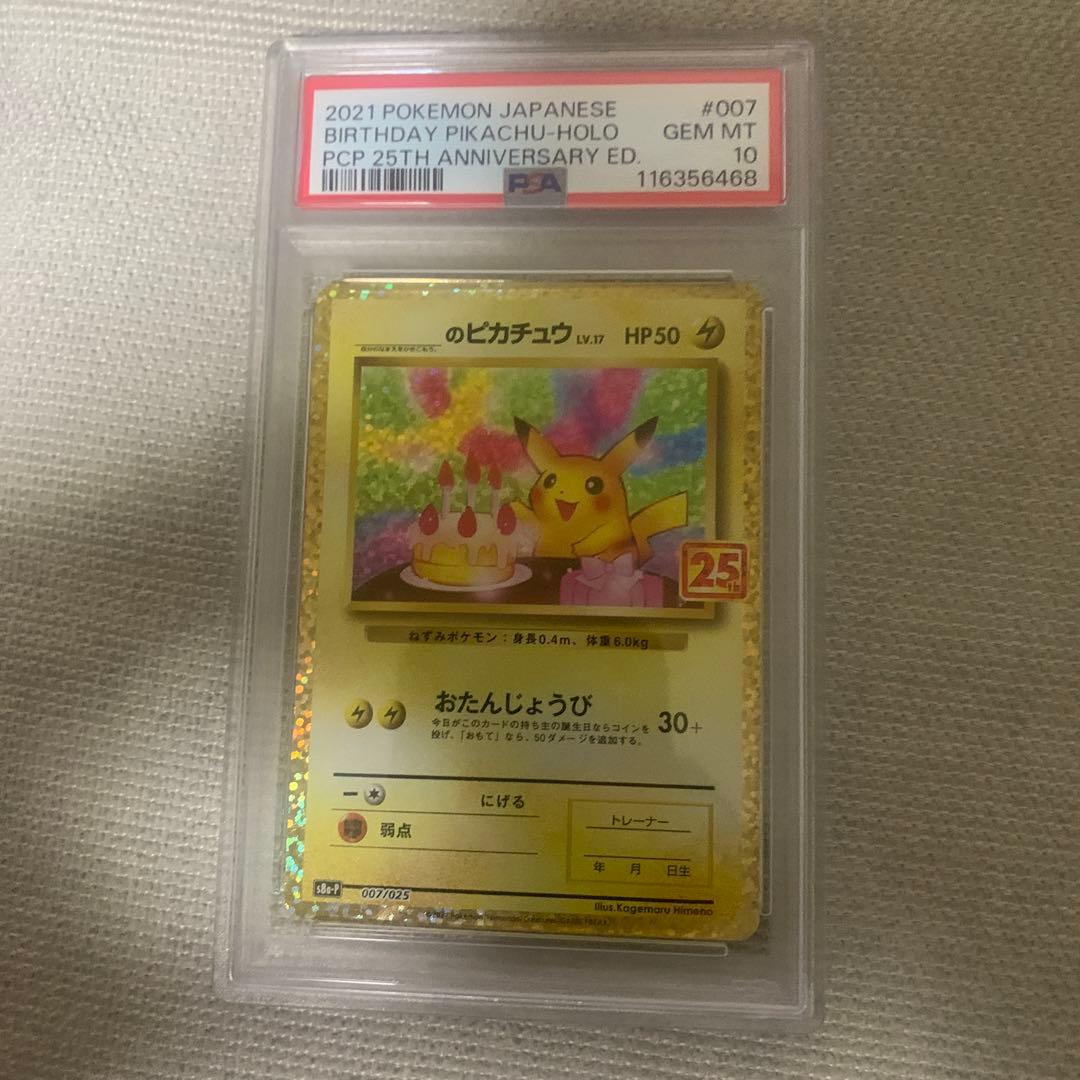 2021 POKEMON JAPANESE #007
BIRTHDAY PIKACHU-HOLO GEM MT
PCP 25TH ANNIVERSARY ED. 10
PSA 116356468
のピカチュウ LV.17 HP50
25th
ねずみポケモン：身長0.4m、体重6.0kg
おたんじょうび
今日がこのカードの持ち主の誕生日ならコインを
投げ、「おもて」なら、50ダメージを追加する。
30+
にげる
弱点
トレーナー
年 月 日生
s8a-P 007/025
Illus.Kagemaru Himeno